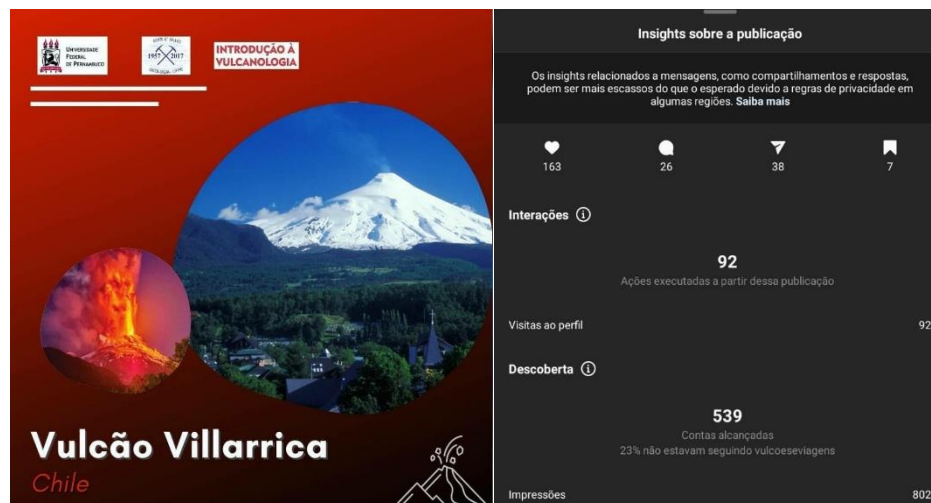 UNIVERSIDADE
FEDERAL
DE PERNAMBUCO
1957 2017
INTRODUÇÃO À
VULCANOLOGIA
Vulcão Villarrica
Chile
Insights sobre a publicação
Os insights relacionados a mensagens, como compartilhamentos e respostas,
podem ser mais escassos do que o esperado devido a regras de privacidade em
algumas regiões. Saiba mais
163 26 38 7
Interações
92
Ações executadas a partir dessa publicação
Visitas ao perfil 92
Descoberta
539
Contas alcançadas
23% não estavam seguindo vulcoeseviagens
Impressões 802